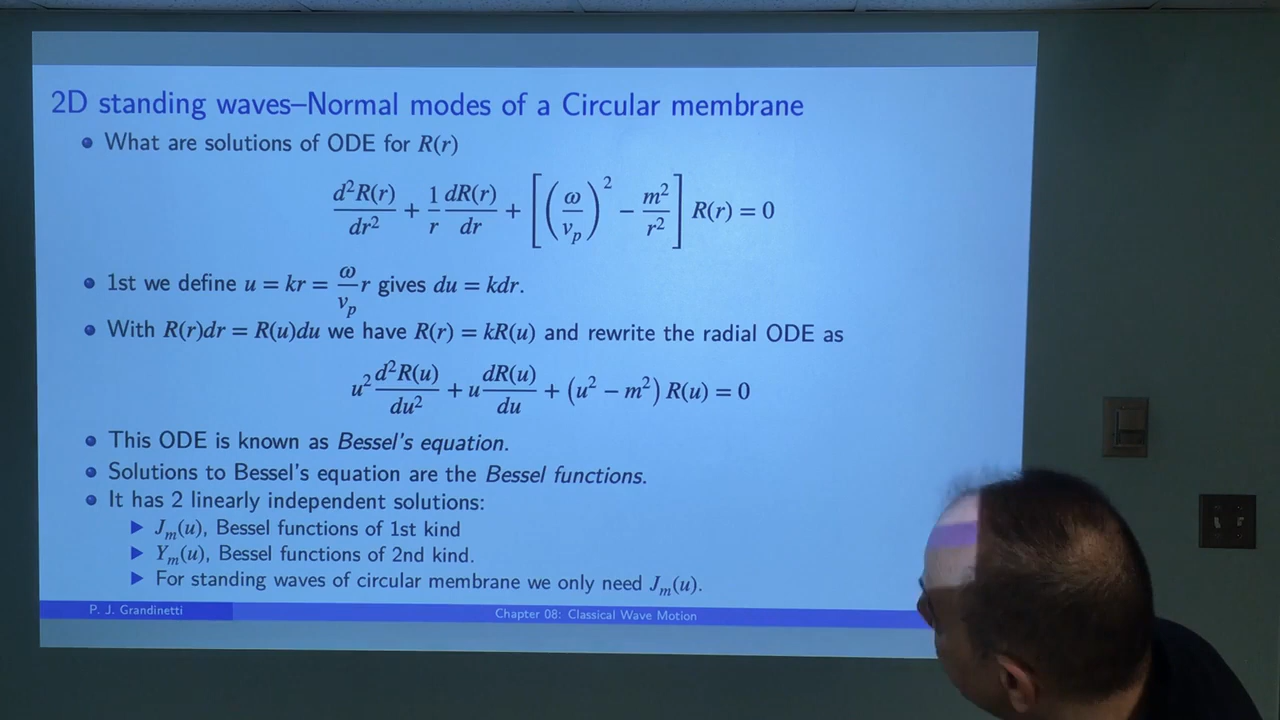 2D standing waves–Normal modes of a Circular membrane
• What are solutions of ODE for R(r)
d²R(r)/dr² + 1/r dR(r)/dr + [(ω/vₚ)² − m²/r²] R(r) = 0
• 1st we define u = kr = ω/vₚ r gives du = kdr.
• With R(r)dr = R(u)du we have R(r) = kR(u) and rewrite the radial ODE as
u² d²R(u)/du² + u dR(u)/du + (u² − m²) R(u) = 0
• This ODE is known as Bessel's equation.
• Solutions to Bessel's equation are the Bessel functions.
• It has 2 linearly independent solutions:
▶ Jₘ(u), Bessel functions of 1st kind
▶ Yₘ(u), Bessel functions of 2nd kind.
▶ For standing waves of circular membrane we only need Jₘ(u).
P. J. Grandinetti
Chapter 08: Classical Wave Motion